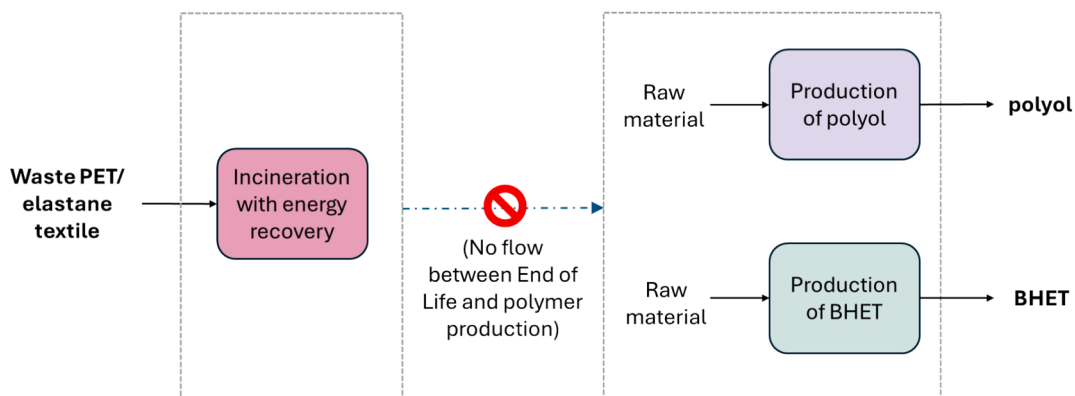 Waste PET/
elastane
textile
Incineration
with energy
recovery
(No flow
between End of
Life and polymer
production)
Raw
material
Production
of polyol
polyol
Raw
material
Production
of BHET
BHET